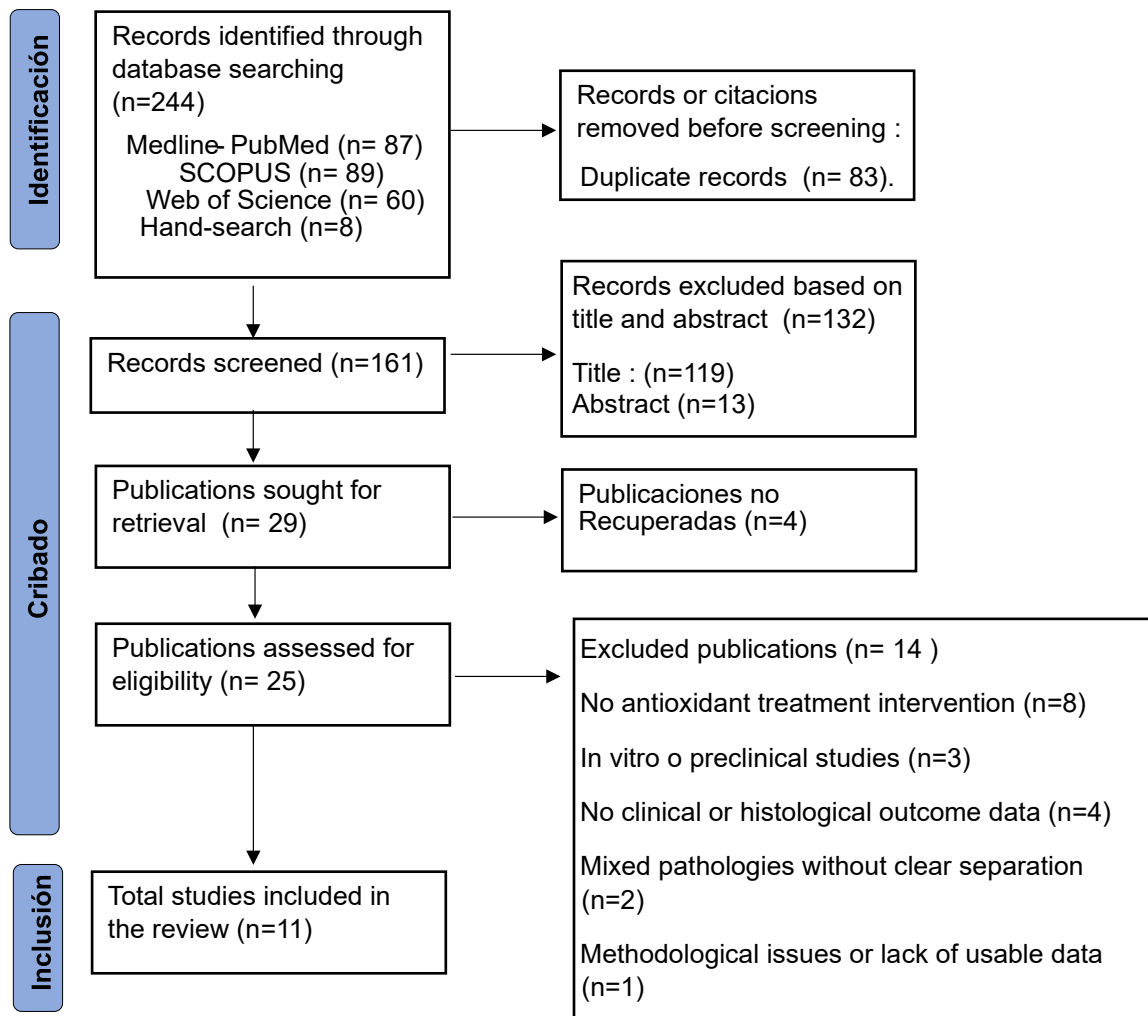 Identificación
Records identified through
database searching
(n=244)
Medline- PubMed (n= 87)
SCOPUS (n= 89)
Web of Science (n= 60)
Hand-search (n=8)
Records or citacions
removed before screening :
Duplicate records (n= 83).
Cribado
Records screened (n=161)
Records excluded based on
title and abstract (n=132)
Title : (n=119)
Abstract (n=13)
Publications sought for
retrieval (n= 29)
Publicaciones no
Recuperadas (n=4)
Publications assessed for
eligibility (n= 25)
Excluded publications (n= 14 )
No antioxidant treatment intervention (n=8)
In vitro o preclinical studies (n=3)
No clinical or histological outcome data (n=4)
Mixed pathologies without clear separation
(n=2)
Methodological issues or lack of usable data
(n=1)
Inclusión
Total studies included in
the review (n=11)